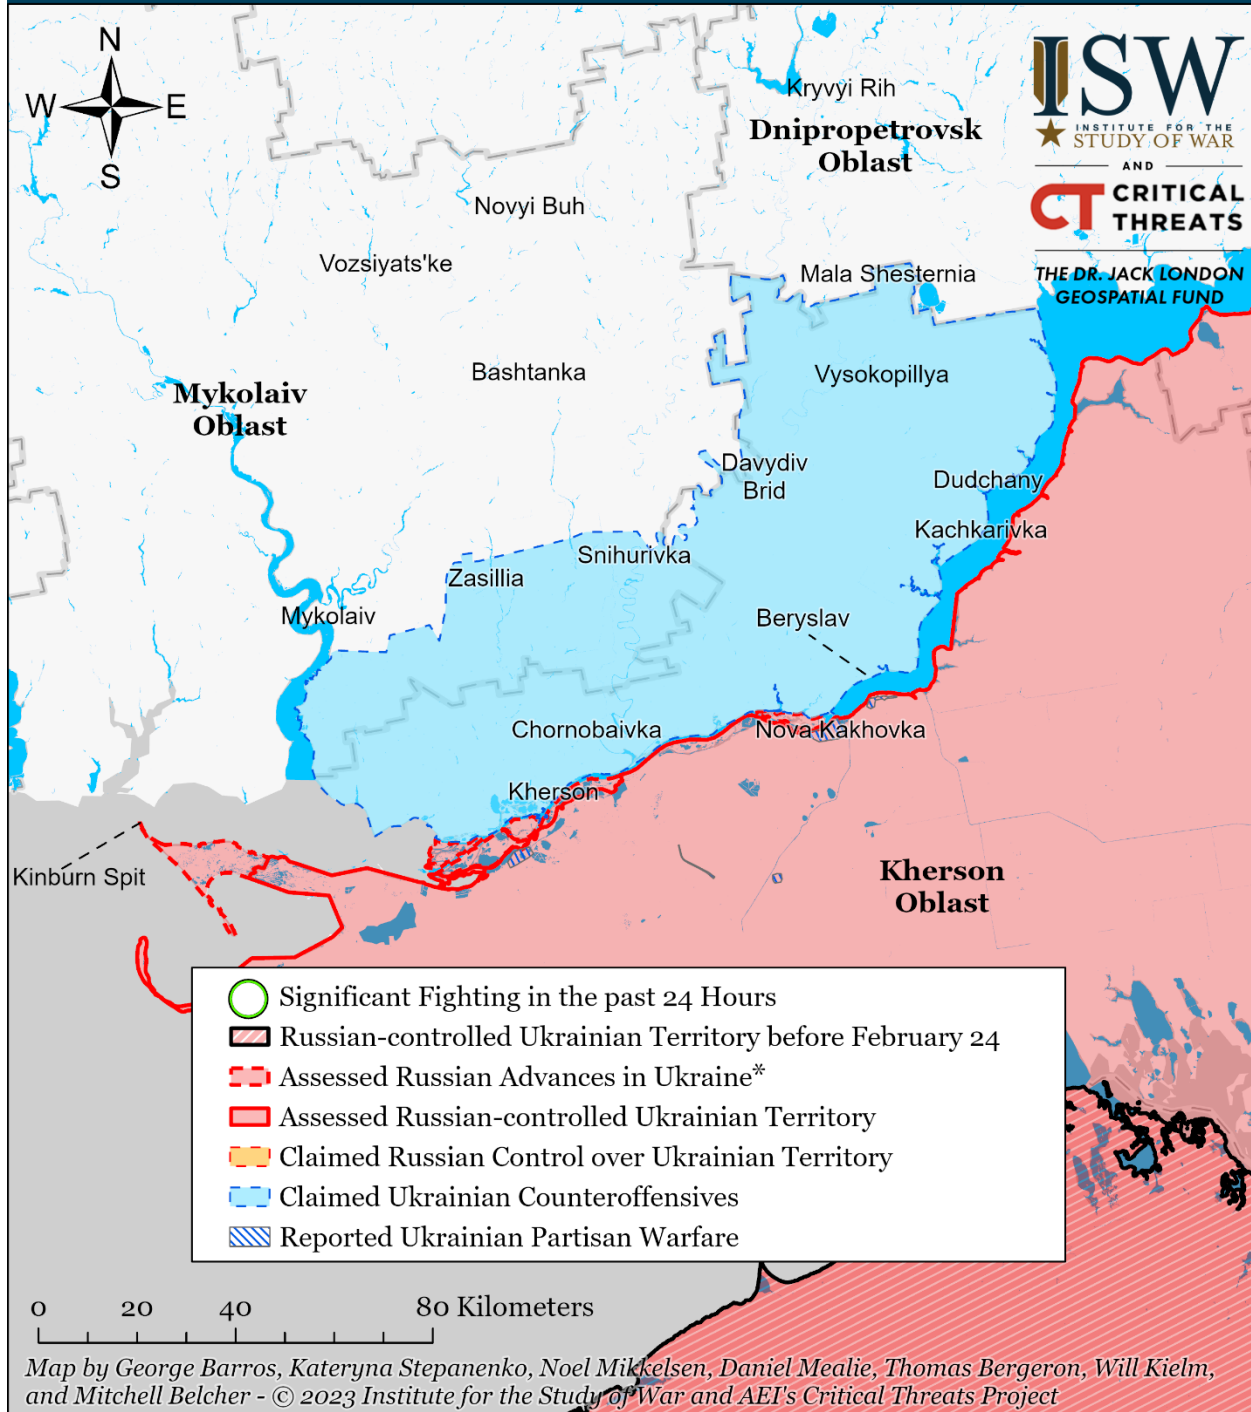 N
W
E
S
Kryvyi Rih
Dnipropetrovsk
Oblast
ISW
INSTITUTE FOR THE
STUDY OF WAR
AND
CT CRITICAL
THREATS
THE DR. JACK LONDON
GEOSPATIAL FUND
Novyi Buh
Vozsiyats'ke
Mala Shesternia
Bashtanka
Vysokopillya
Mykolaiv
Oblast
Davydiv
Brid
Dudchany
Kachkarivka
Snihurivka
Zasillia
Mykolaiv
Beryslav
Chornobaivka
Nova Kakhovka
Kherson
Kinburn Spit
Kherson
Oblast
Significant Fighting in the past 24 Hours
Russian-controlled Ukrainian Territory before February 24
Assessed Russian Advances in Ukraine*
Assessed Russian-controlled Ukrainian Territory
Claimed Russian Control over Ukrainian Territory
Claimed Ukrainian Counteroffensives
Reported Ukrainian Partisan Warfare
0 20 40 80 Kilometers
Map by George Barros, Kateryna Stepanenko, Noel Mikkelsen, Daniel Mealie, Thomas Bergeron, Will Kielm,
and Mitchell Belcher - © 2023 Institute for the Study of War and AEI's Critical Threats Project